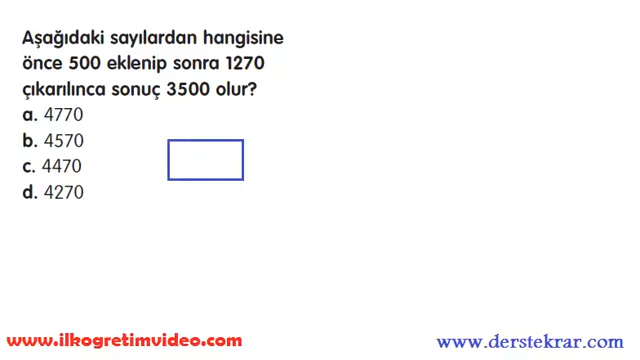 Aşağıdaki sayılardan hangisine
önce 500 eklenip sonra 1270
çıkarılınca sonuç 3500 olur?
a. 4770
b. 4570
c. 4470
d. 4270
www.ilkogretimvideo.com
www.derstekrar.com